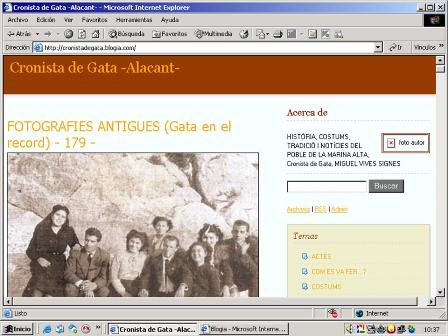 Cronista de Gata -Alacant- - Microsoft Internet Explorer
Archivo Edición Ver Favoritos Herramientas Ayuda
Atrás Búsqueda Favoritos Multimedia
Dirección http://cronistadegata.blogia.com/ Ir Vínculos
Cronista de Gata -Alacant-
FOTOGRAFIES ANTIGUES (Gata en el
record) - 179 -
Acerca de
HISTÒRIA, COSTUMS,
TRADICIÓ I NOTÍCIES DEL
POBLE DE LA MARINA ALTA,
Cronista de Gata, MIGUEL VIVES SIGNES
foto autor
Buscar
Archivos | RSS | Admin
Temas
ACTES
COM ES VA FER...?
COSTUMS
Listo Internet
Inicio Cronista de Gata -Alac... Blogia - Microsoft Interne... 10:37